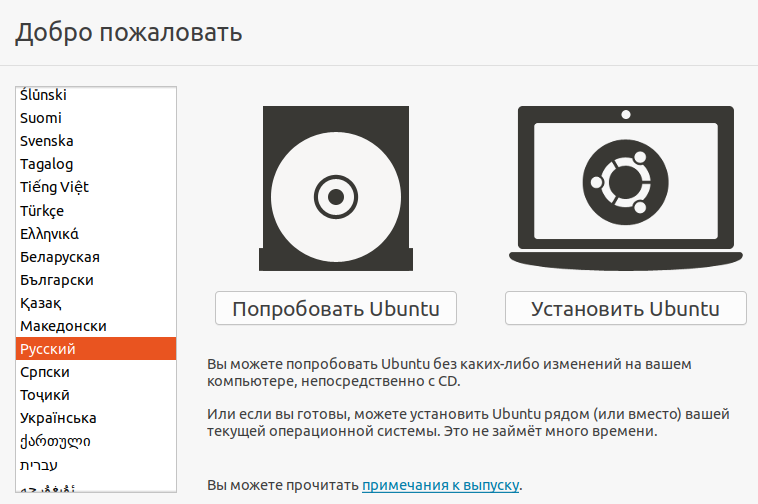 Добро пожаловать
Ślůnski
Suomi
Svenska
Tagalog
Tiếng Việt
Türkçe
Ελληνικά
Беларуская
Български
Қазақ
Македонски
Русский
Српски
Тоҷикӣ
Українська
ქართული
עברית
Попробовать Ubuntu
Установить Ubuntu
Вы можете попробовать Ubuntu без каких-либо изменений на вашем
компьютере, непосредственно с CD.
Или если вы готовы, можете установить Ubuntu рядом (или вместо) вашей
текущей операционной системы. Это не займёт много времени.
Вы можете прочитать примечания к выпуску.